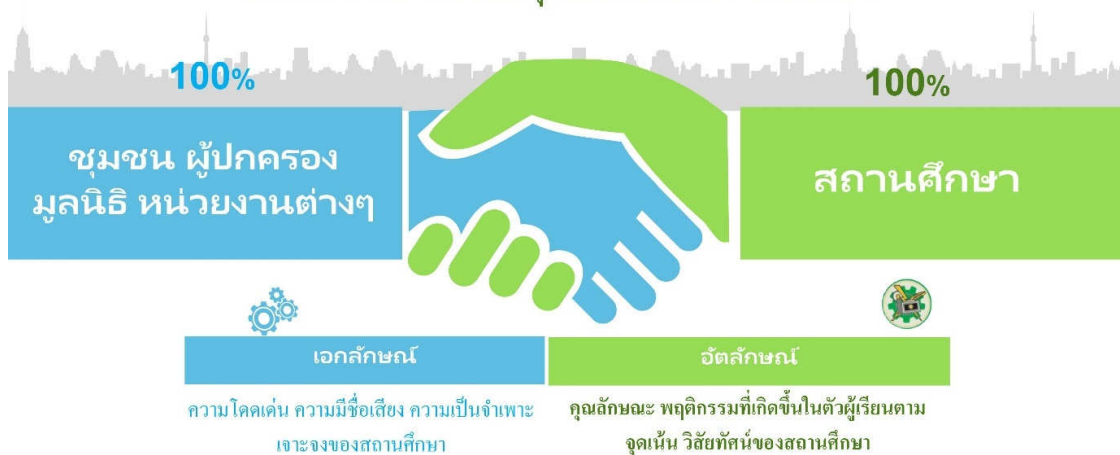 100%
100%
ชุมชน ผู้ปกครอง
มูลนิธิ หน่วยงานต่างๆ
สถานศึกษา
เอกลักษณ์
อัตลักษณ์
ความโดดเด่น ความมีชื่อเสียง ความเป็นจำเพาะ
เจาะจงของสถานศึกษา
คุณลักษณะ พฤติกรรมที่เกิดขึ้นในตัวผู้เรียนตาม
จุดเน้น วิสัยทัศน์ของสถานศึกษา